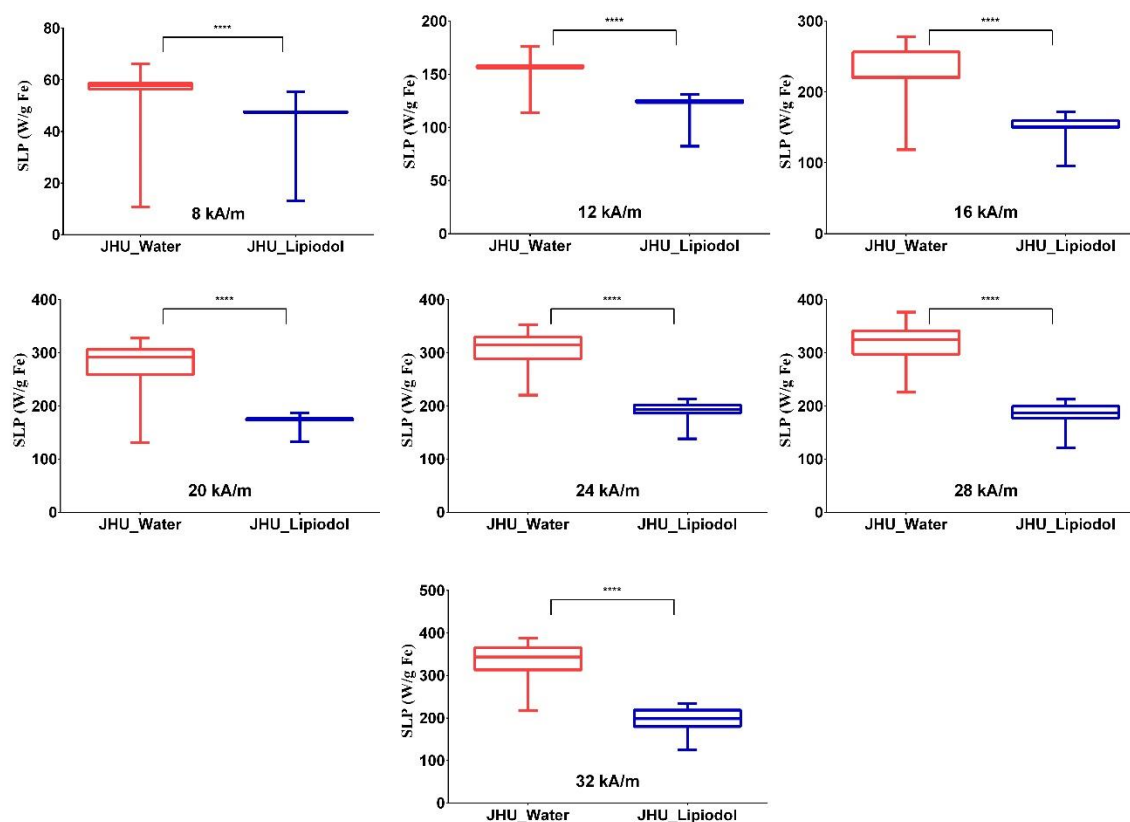 SLP (W/g Fe)
80
60
40
20
0
****
8 kA/m
JHU_Water
JHU_Lipiodol
SLP (W/g Fe)
200
150
100
50
0
****
12 kA/m
JHU_Water
JHU_Lipiodol
SLP (W/g Fe)
300
200
100
0
****
16 kA/m
JHU_Water
JHU_Lipiodol
SLP (W/g Fe)
400
300
200
100
0
****
20 kA/m
JHU_Water
JHU_Lipiodol
SLP (W/g Fe)
400
300
200
100
0
****
24 kA/m
JHU_Water
JHU_Lipiodol
SLP (W/g Fe)
400
300
200
100
0
****
28 kA/m
JHU_Water
JHU_Lipiodol
SLP (W/g Fe)
500
400
300
200
100
0
****
32 kA/m
JHU_Water
JHU_Lipiodol